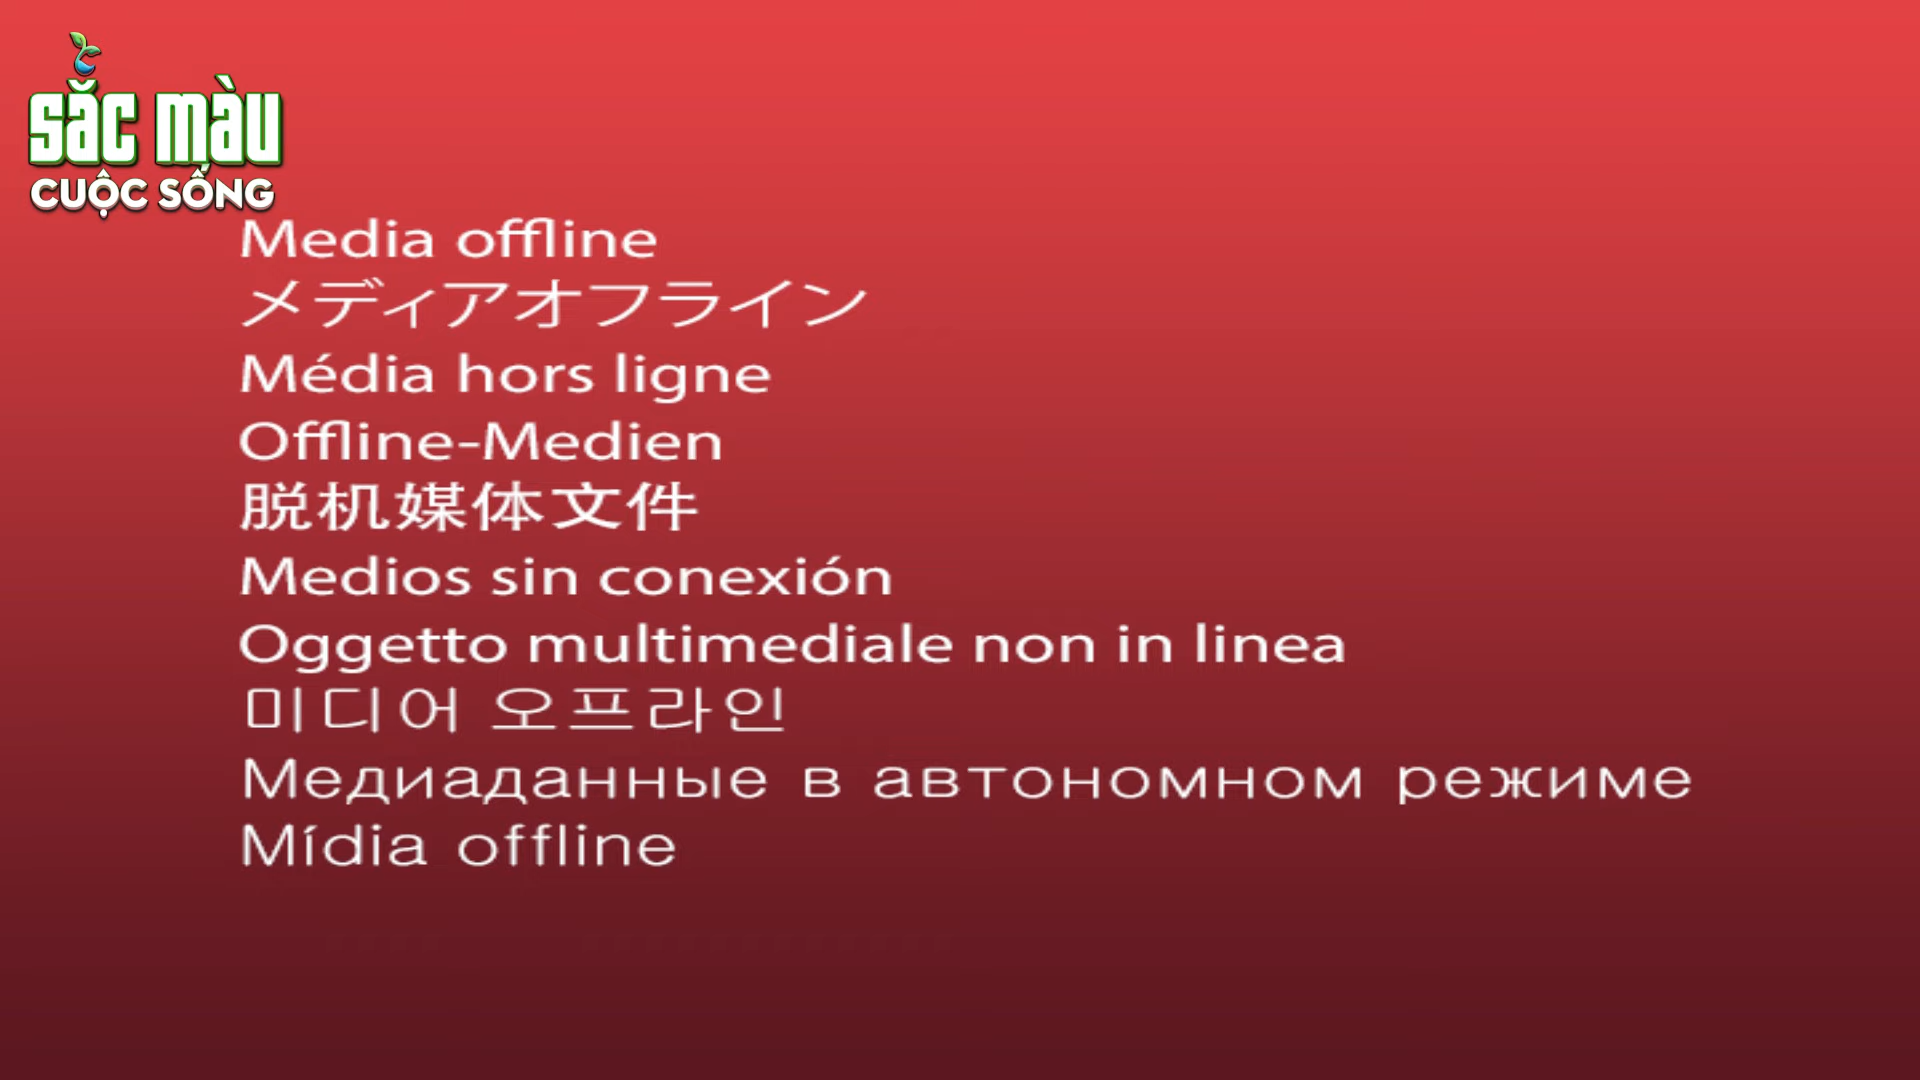 sắc màu
CUỘC SỐNG
Media offline
メディアオフライン
Média hors ligne
Offline-Medien
脱机媒体文件
Medios sin conexión
Oggetto multimediale non in linea
미디어 오프라인
Медиаданные в автономном режиме
Mídia offline